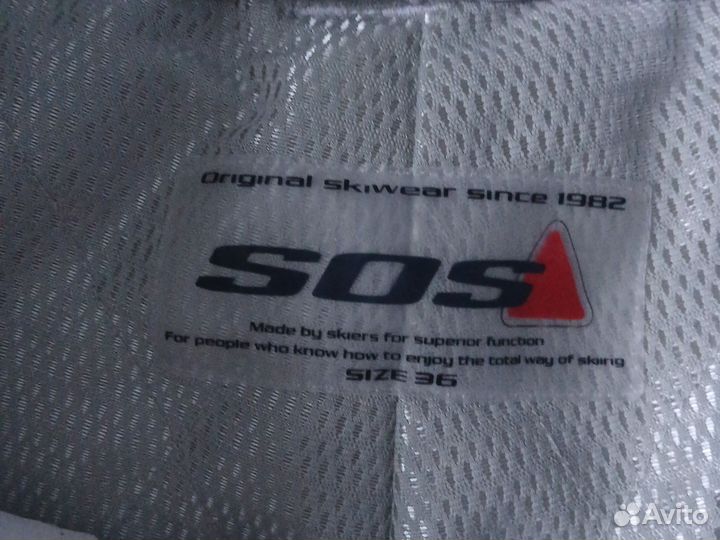 Original skiwear since 1982
SOS
Made by skiers for superior function
For people who know how to enjoy the total way of skiing
SIZE 36
Avito